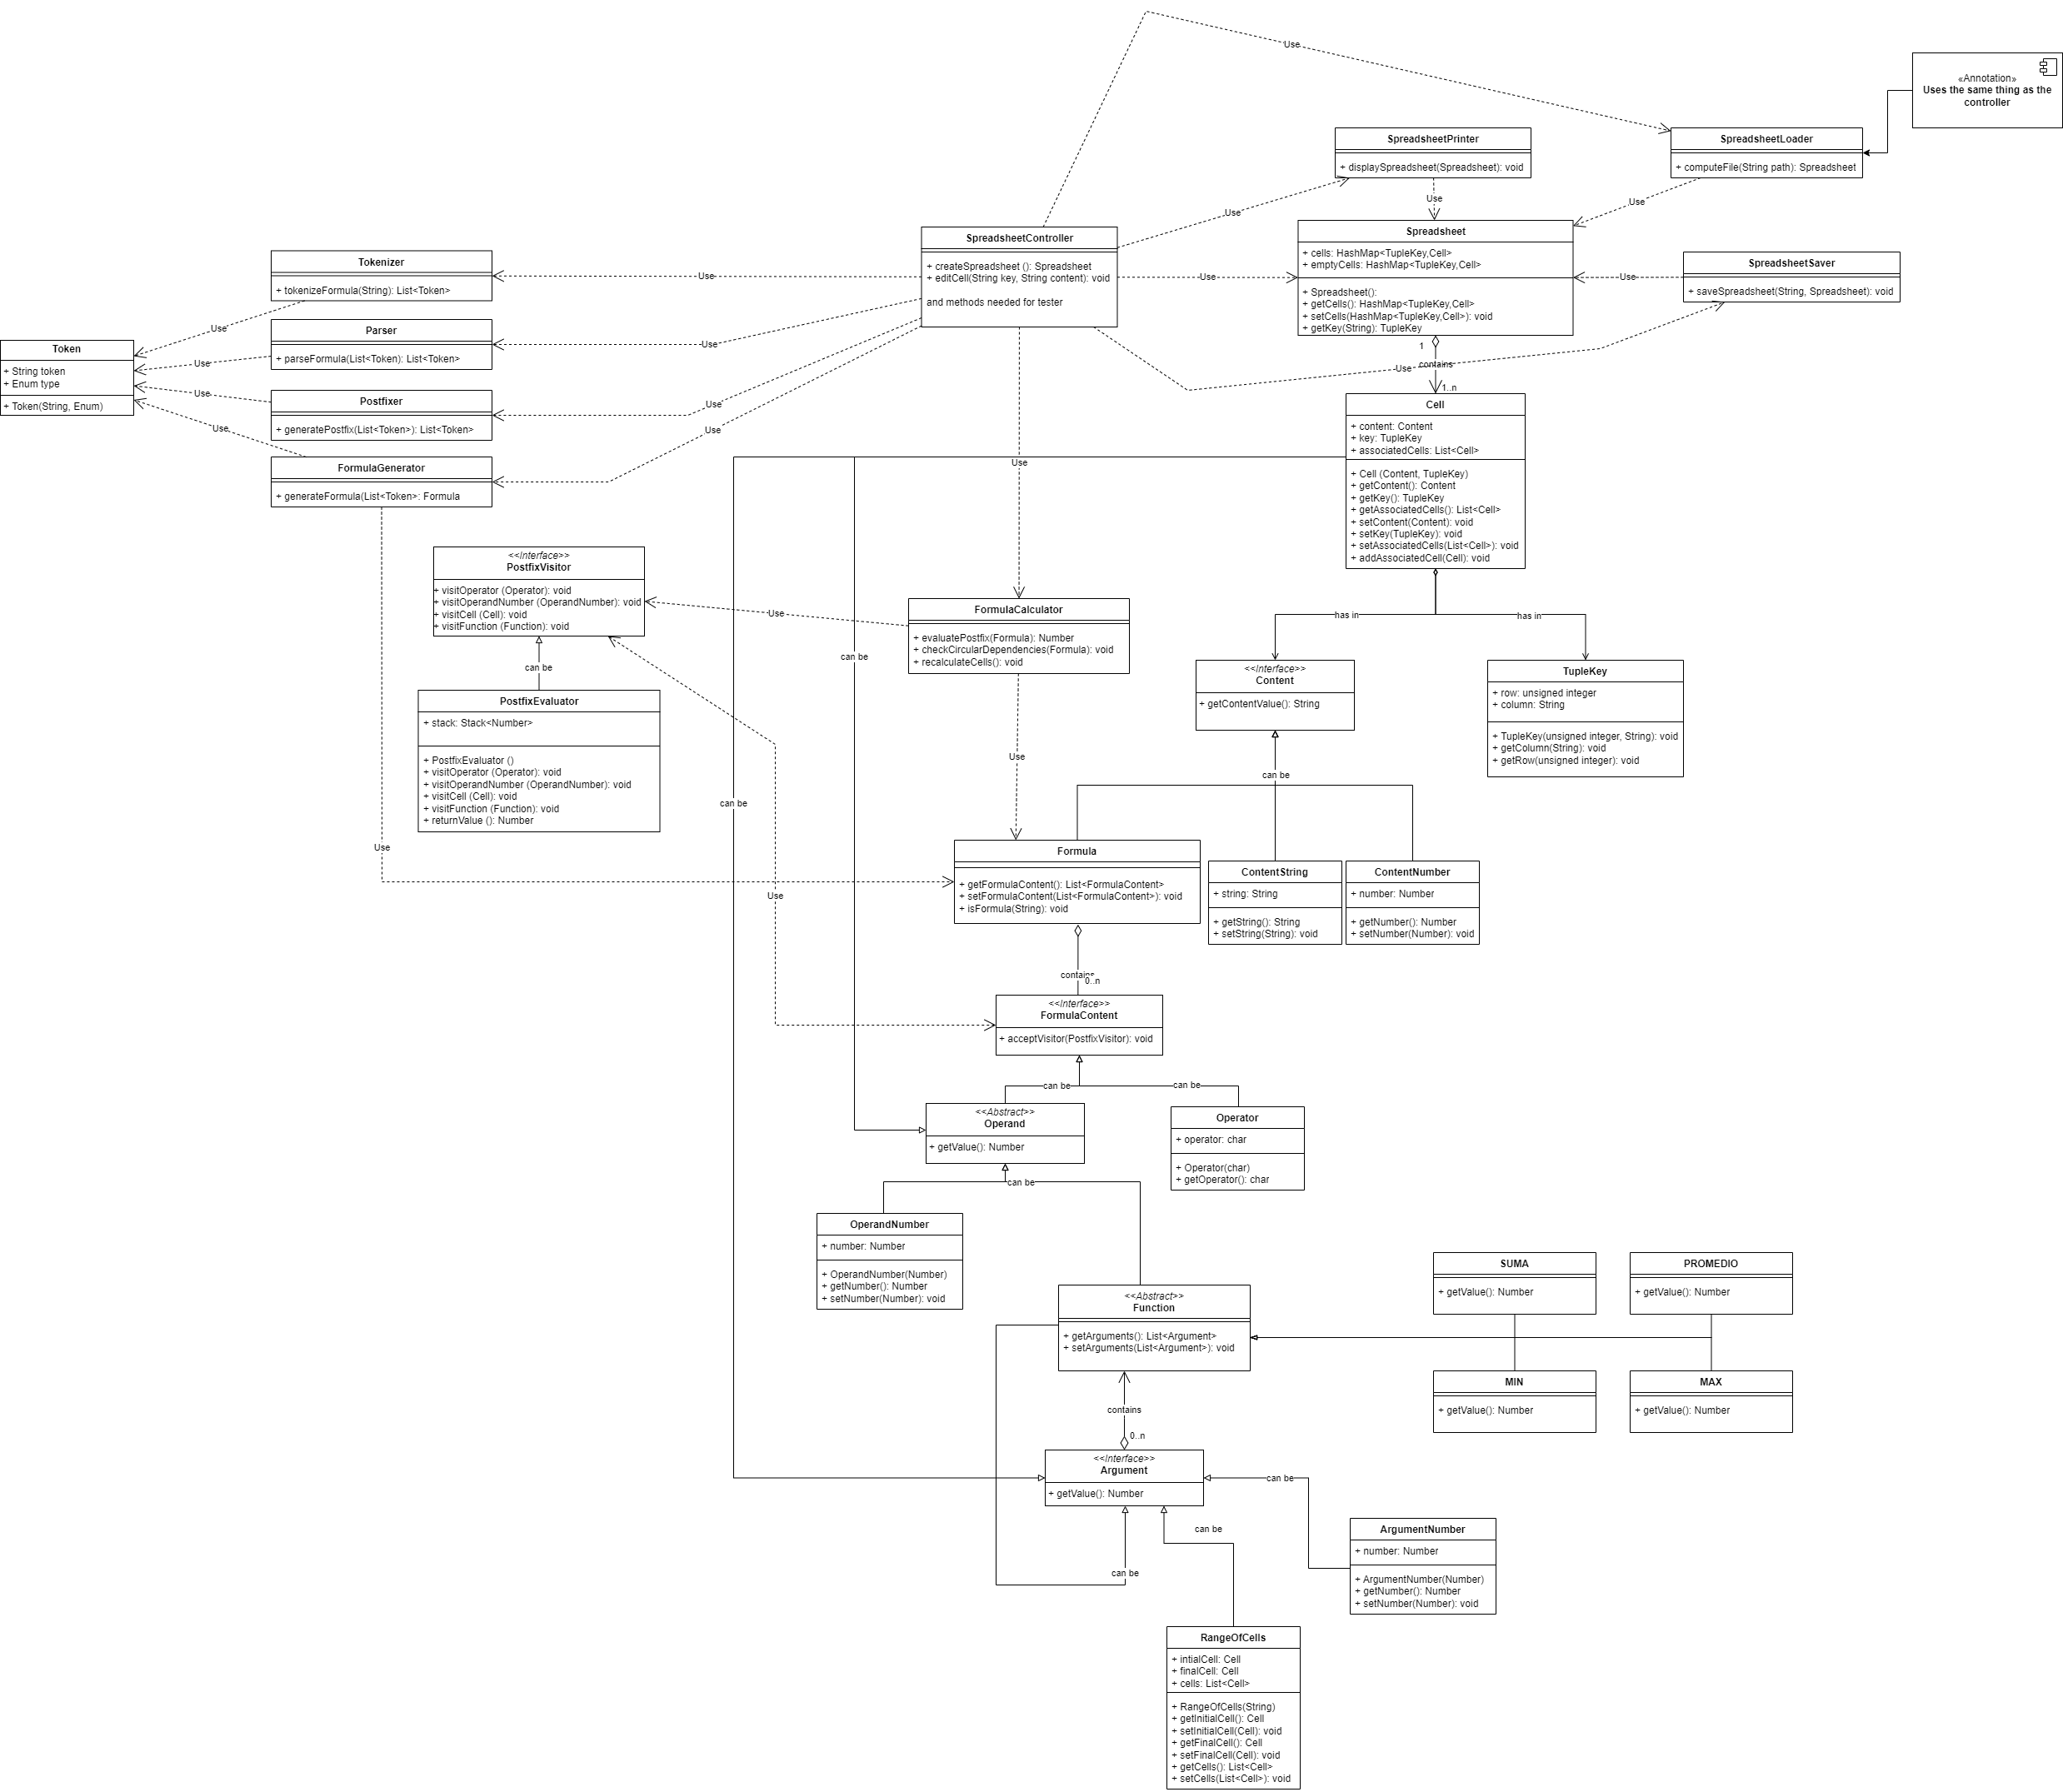 Use
«Annotation»
Uses the same thing as the
controller
SpreadsheetPrinter
+ displaySpreadsheet(Spreadsheet): void
SpreadsheetLoader
+ computeFile(String path): Spreadsheet
Use
Use
Use
SpreadsheetController
+ createSpreadsheet (): Spreadsheet
+ editCell(String key, String content): void
and methods needed for tester
Spreadsheet
+ cells: HashMap<TupleKey,Cell>
+ emptyCells: HashMap<TupleKey,Cell>
+ Spreadsheet():
+ getCells(): HashMap<TupleKey,Cell>
+ setCells(HashMap<TupleKey,Cell>): void
+ getKey(String): TupleKey
SpreadsheetSaver
+ saveSpreadsheet(String, Spreadsheet): void
Use
Use
Use
Tokenizer
+ tokenizeFormula(String): List<Token>
Use
Parser
+ parseFormula(List<Token): List<Token>
Use
Use
Token
+ String token
+ Enum type
+ Token(String, Enum)
Postfixer
+ generatePostfix(List<Token>): List<Token>
Use
Use
FormulaGenerator
+ generateFormula(List<Token>: Formula
Use
Use
1
contains
Use
1..n
Cell
+ content: Content
+ key: TupleKey
+ associatedCells: List<Cell>
+ Cell (Content, TupleKey)
+ getContent(): Content
+ getKey(): TupleKey
+ getAssociatedCells(): List<Cell>
+ setContent(Content): void
+ setKey(TupleKey): void
+ setAssociatedCells(List<Cell>): void
+ addAssociatedCell(Cell): void
Use
<<Interface>>
PostfixVisitor
+ visitOperator (Operator): void
+ visitOperandNumber (OperandNumber): void
+ visitCell (Cell): void
+ visitFunction (Function): void
Use
FormulaCalculator
+ evaluatePostfix(Formula): Number
+ checkCircularDependencies(Formula): void
+ recalculateCells(): void
has in
has in
can be
can be
<<Interface>>
Content
+ getContentValue(): String
TupleKey
+ row: unsigned integer
+ column: String
+ TupleKey(unsigned integer, String): void
+ getColumn(String): void
+ getRow(unsigned integer): void
PostfixEvaluator
+ stack: Stack<Number>
+ PostfixEvaluator ()
+ visitOperator (Operator): void
+ visitOperandNumber (OperandNumber): void
+ visitCell (Cell): void
+ visitFunction (Function): void
+ returnValue (): Number
Use
can be
can be
Use
Formula
+ getFormulaContent(): List<FormulaContent>
+ setFormulaContent(List<FormulaContent>): void
+ isFormula(String): void
ContentString
+ string: String
+ getString(): String
+ setString(String): void
ContentNumber
+ number: Number
+ getNumber(): Number
+ setNumber(Number): void
Use
contains
0..n
<<Interface>>
FormulaContent
+ acceptVisitor(PostfixVisitor): void
can be
can be
<<Abstract>>
Operand
+ getValue(): Number
Operator
+ operator: char
+ Operator(char)
+ getOperator(): char
can be
OperandNumber
+ number: Number
+ OperandNumber(Number)
+ getNumber(): Number
+ setNumber(Number): void
SUMA
+ getValue(): Number
PROMEDIO
+ getValue(): Number
<<Abstract>>
Function
+ getArguments(): List<Argument>
+ setArguments(List<Argument>): void
MIN
+ getValue(): Number
MAX
+ getValue(): Number
contains
0..n
<<Interface>>
Argument
+ getValue(): Number
can be
can be
can be
ArgumentNumber
+ number: Number
+ ArgumentNumber(Number)
+ getNumber(): Number
+ setNumber(Number): void
RangeOfCells
+ intialCell: Cell
+ finalCell: Cell
+ cells: List<Cell>
+ RangeOfCells(String)
+ getInitialCell(): Cell
+ setInitialCell(Cell): void
+ getFinalCell(): Cell
+ setFinalCell(Cell): void
+ getCells(): List<Cell>
+ setCells(List<Cell>): void